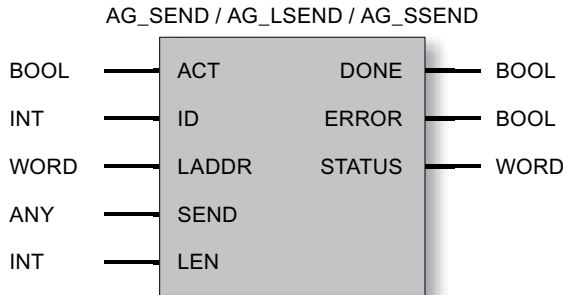 AG_SEND / AG_LSEND / AG_SSEND
BOOL ACT DONE BOOL
INT ID ERROR BOOL
WORD LADDR STATUS WORD
ANY SEND
INT LEN